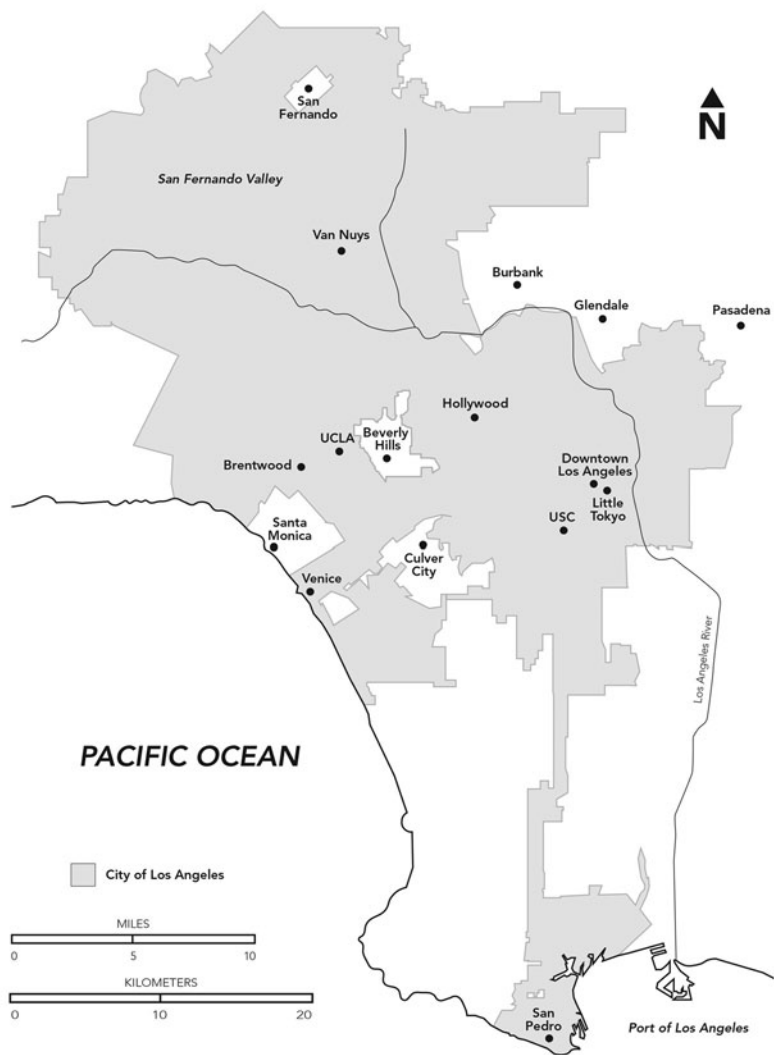 San
Fernando
N
San Fernando Valley
Van Nuys
Burbank
Glendale
Pasadena
Hollywood
UCLA
Beverly
Hills
Brentwood
Downtown
Los Angeles
Little
Tokyo
USC
Santa
Monica
Culver
City
Venice
Los Angeles River
PACIFIC OCEAN
City of Los Angeles
MILES
0 5 10
KILOMETERS
0 10 20
San
Pedro
Port of Los Angeles